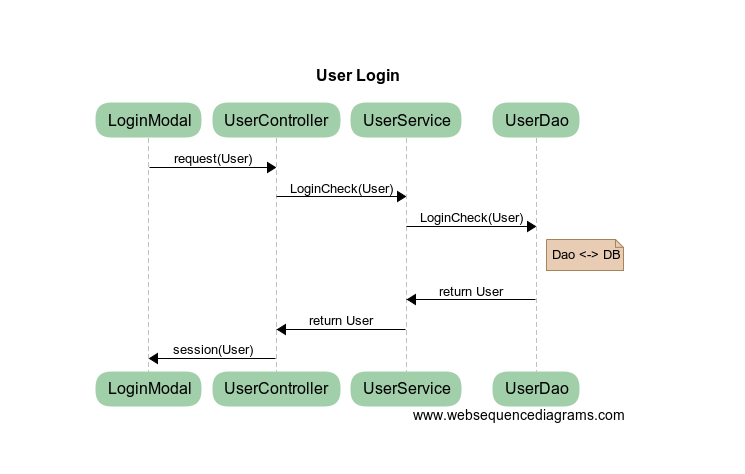 User Login
LoginModal UserController UserService UserDao
request(User)
LoginCheck(User)
LoginCheck(User)
Dao <-> DB
return User
return User
session(User)
LoginModal UserController UserService UserDao
www.websequencediagrams.com